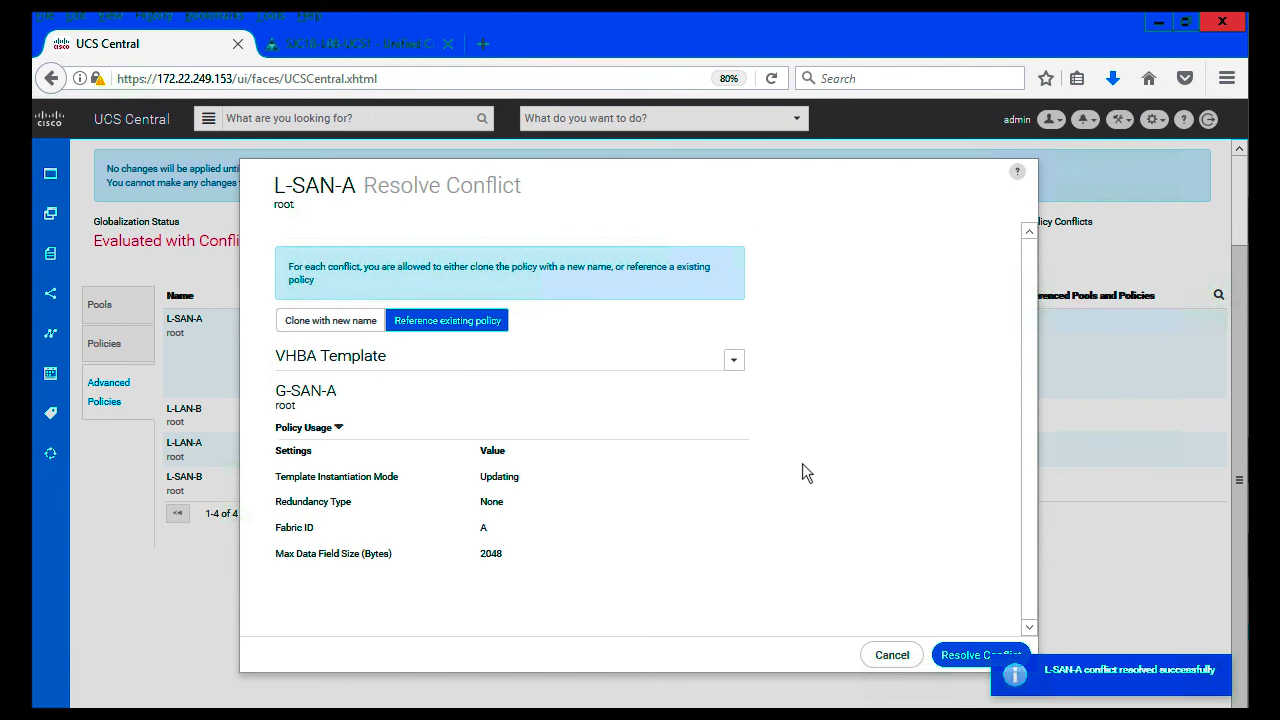 UCS Central
https://172.22.249.153/ui/faces/UCSCentral.xhtml
80%
Search
CISCO
UCS Central
What are you looking for?
What do you want to do?
admin
No changes will be applied until
You cannot make any changes
Globalization Status
Evaluated with Confli
licy Conflicts
Pools
Policies
Advanced
Policies
Name
renced Pools and Policies
L-SAN-A
root
L-LAN-B
root
L-LAN-A
root
L-SAN-B
root
1-4 of 4
L-SAN-A Resolve Conflict
root
For each conflict, you are allowed to either clone the policy with a new name, or reference a existing
policy
Clone with new name
Reference existing policy
VHBA Template
G-SAN-A
root
Policy Usage
Settings Value
Template Instantiation Mode Updating
Redundancy Type None
Fabric ID A
Max Data Field Size (Bytes) 2048
Cancel
Resolve Conflict
L-SAN-A conflict resolved successfully